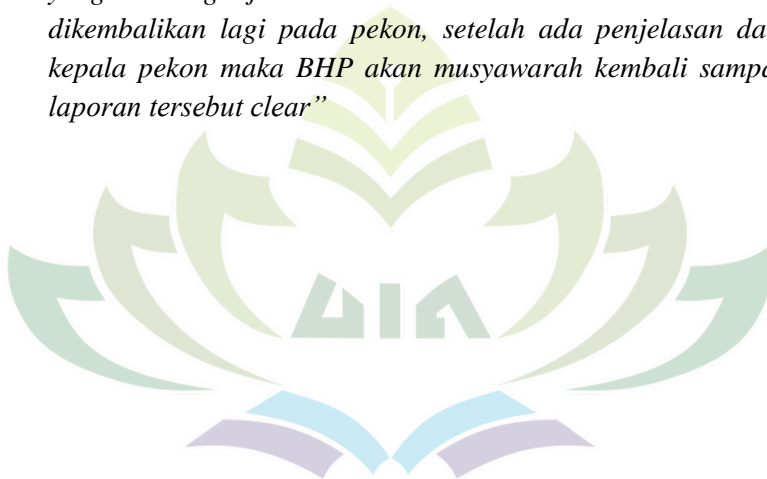 dikembalikan lagi pada pekon, setelah ada penjelasan da
kepala pekon maka BHP akan musyawarah kembali sampa
laporan tersebut clear”
UIN